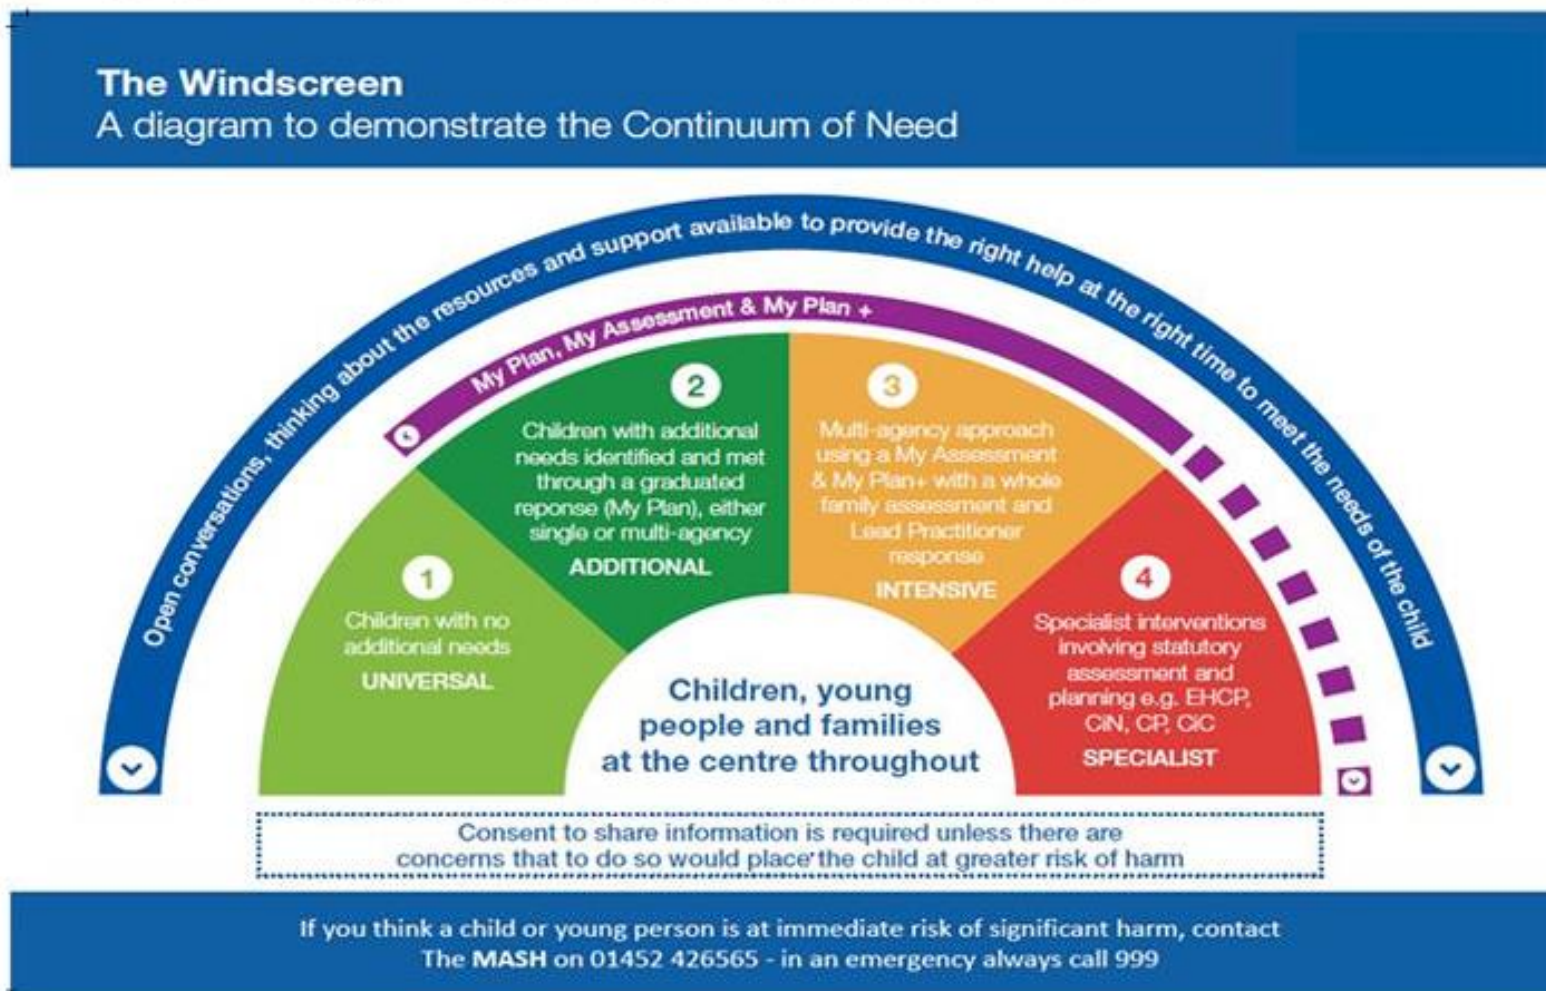 The Windscreen
A diagram to demonstrate the Continuum of Need
Open conversations, thinking about the resources and support available to provide the right help at the right time to meet the needs of the child
My Plan, My Assessment & My Plan +
1
Children with no
additional needs
UNIVERSAL
2
Children with additional
needs identified and met
through a graduated
reponse (My Plan), either
single or multi-agency
ADDITIONAL
3
Multi-agency approach
using a My Assessment
& My Plan+ with a whole
family assessment and
Lead Practitioner
response
INTENSIVE
4
Specialist interventions
involving statutory
assessment and
planning e.g. EHCP,
CiN, CP, CiC
SPECIALIST
Children, young
people and families
at the centre throughout
Consent to share information is required unless there are
concerns that to do so would place the child at greater risk of harm
If you think a child or young person is at immediate risk of significant harm, contact
The MASH on 01452 426565 - in an emergency always call 999